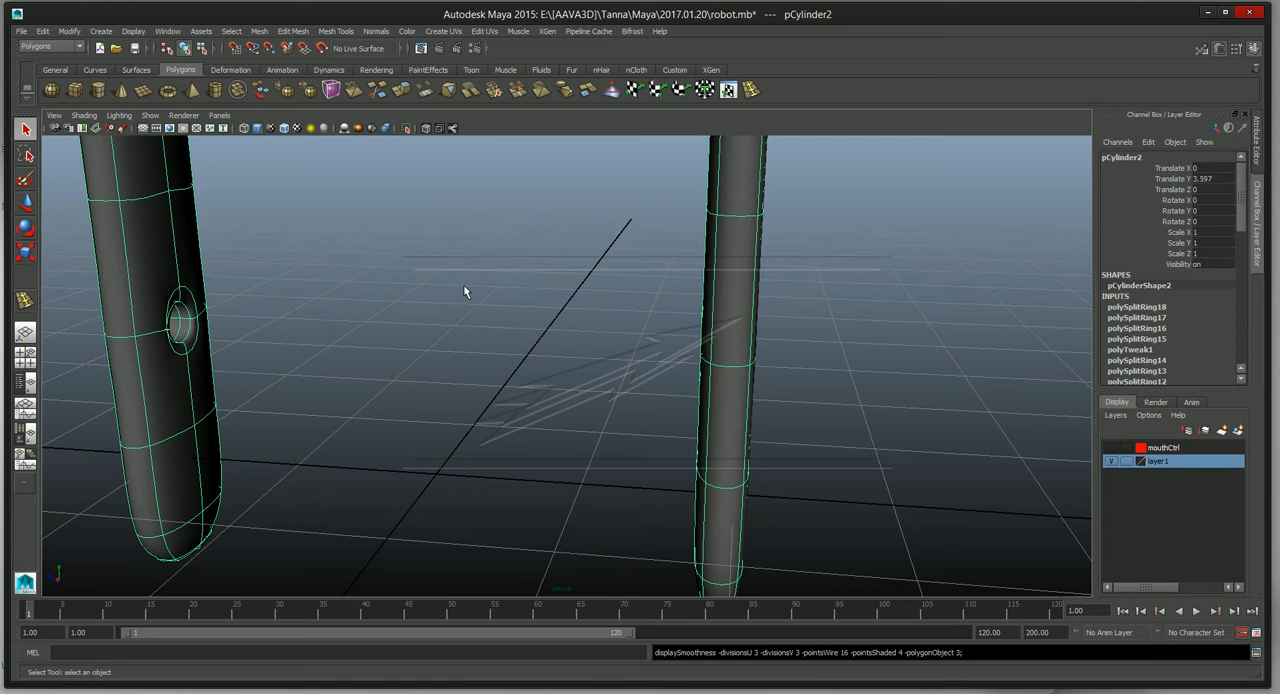 Autodesk Maya 2015: E:\[AAVA3D]\Tanna\Maya\2017.01.20\robot.mb* --- pCylinder2
File Edit Modify Create Display Window Assets Select Mesh Edit Mesh Mesh Tools Normals Color Create UVs Edit UVs Muscle XGen Pipeline Cache Bifrost Help
Polygons No Live Surface
General Curves Surfaces Polygons Deformation Animation Dynamics Rendering PaintEffects Toon Muscle Fluids Fur nHair nCloth Custom XGen
View Shading Lighting Show Renderer Panels
Channel Box / Layer Editor
Channels Edit Object Show
pCylinder2
Translate X 0
Translate Y 3.597
Translate Z 0
Rotate X 0
Rotate Y 0
Rotate Z 0
Scale X 1
Scale Y 1
Scale Z 1
Visibility on
SHAPES
pCylinderShape2
INPUTS
polySplitRing18
polySplitRing17
polySplitRing16
polySplitRing15
polyTweak1
polySplitRing14
polySplitRing13
polySplitRing12
Attribute Editor
Channel Box / Layer Editor
Display Render Anim
Layers Options Help
mouthCtrl
V layer1
persp
5 10 15 20 25 30 35 40 45 50 55 60 65 70 75 80 85 90 95 100 105 110 115 120
1 1.00
1.00 1.00 1 120 120.00 200.00 No Anim Layer No Character Set
MEL displaySmoothness -divisionsU 3 -divisionsV 3 -pointsWire 16 -pointsShaded 4 -polygonObject 3;
Select Tool: select an object